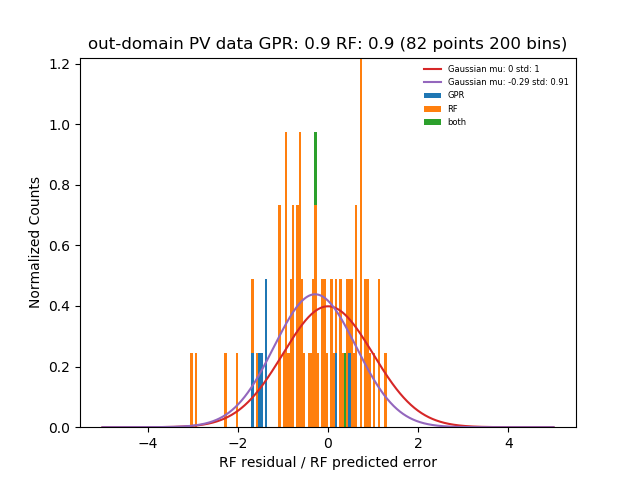 out-domain PV data GPR: 0.9 RF: 0.9 (82 points 200 bins)
Gaussian mu: 0 std: 1
Gaussian mu: -0.29 std: 0.91
GPR
RF
both
Normalized Counts
1.2
1.0
0.8
0.6
0.4
0.2
0.0
−4 −2 0 2 4
RF residual / RF predicted error